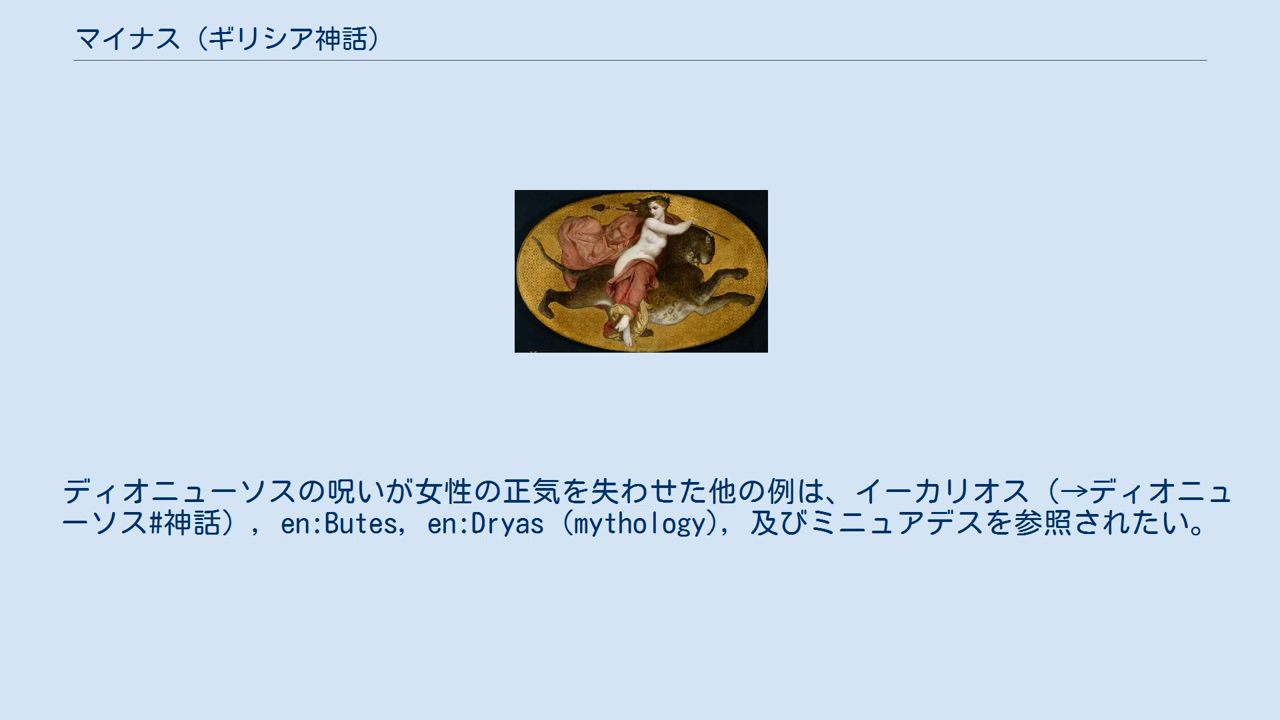 マイナス（ギリシア神話）
ディオニューソスの呪いが女性の正気を失わせた他の例は、イーカリオス（→ディオニュ
ーソス#神話）, en:Butes, en:Dryas (mythology), 及びミニュアデスを参照されたい。